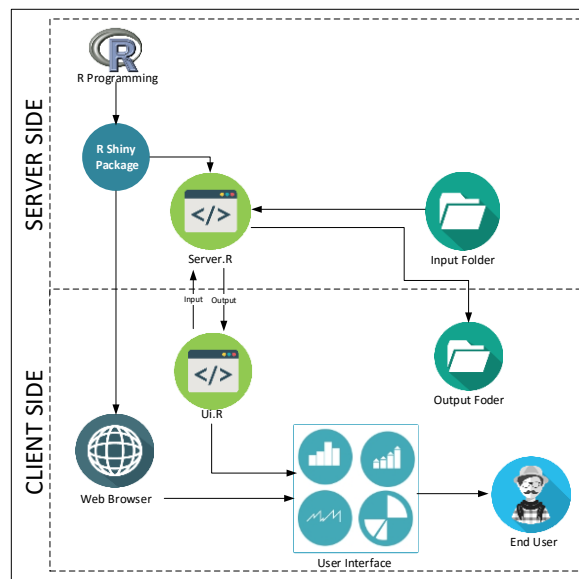 SERVER SIDE
R
R Programming
R Shiny
Package
</>
Server.R
Input Folder
Input
Output
CLIENT SIDE
</>
Ui.R
Output Foder
Web Browser
User Interface
End User